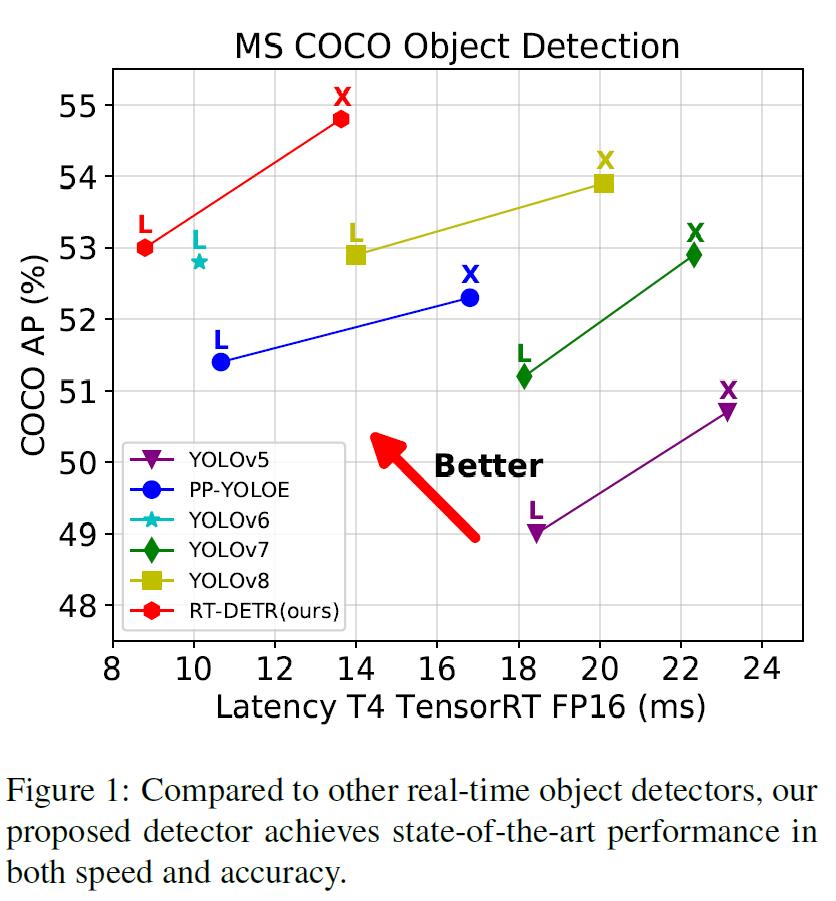 MS COCO Object Detection
COCO AP (%)
55
54
53
52
51
50
49
48
X
L
L
L
X
X
L
X
L
L
X
L
Better
YOLOv5
PP-YOLOE
YOLOv6
YOLOv7
YOLOv8
RT-DETR(ours)
8 10 12 14 16 18 20 22 24
Latency T4 TensorRT FP16 (ms)
Figure 1: Compared to other real-time object detectors, our
proposed detector achieves state-of-the-art performance in
both speed and accuracy.